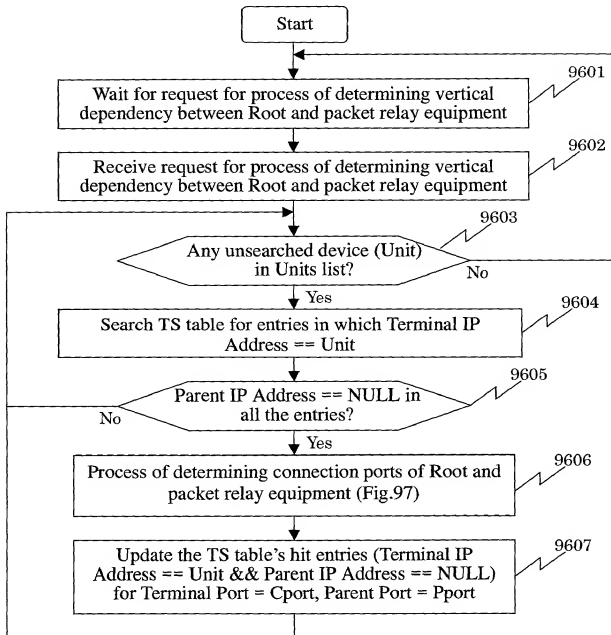 Start
9601
Wait for request for process of determining vertical
dependency between Root and packet relay equipment
9602
Receive request for process of determining vertical
dependency between Root and packet relay equipment
9603
Any unsearched device (Unit)
in Units list?
No
Yes
9604
Search TS table for entries in which Terminal IP
Address == Unit
9605
Parent IP Address == NULL in
all the entries?
No
Yes
9606
Process of determining connection ports of Root and
packet relay equipment (Fig.97)
9607
Update the TS table's hit entries (Terminal IP
Address == Unit && Parent IP Address == NULL)
for Terminal Port = Cport, Parent Port = Pport